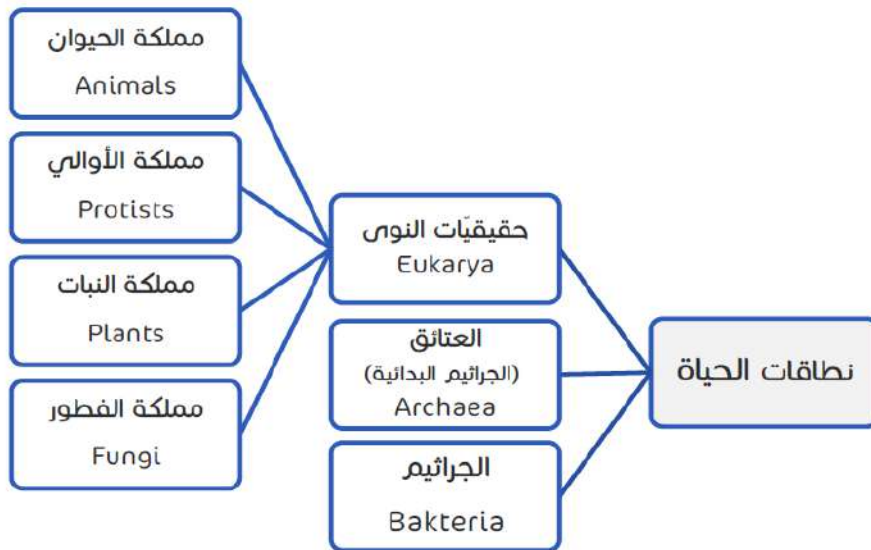 نطاقات الحياة
حقيقيّات النوى
Eukarya
العتائق
(الجراثيم البدائية)
Archaea
الجراثيم
Bakteria
مملكة الحيوان
Animals
مملكة الأوالي
Protists
مملكة النبات
Plants
مملكة الفطور
Fungi